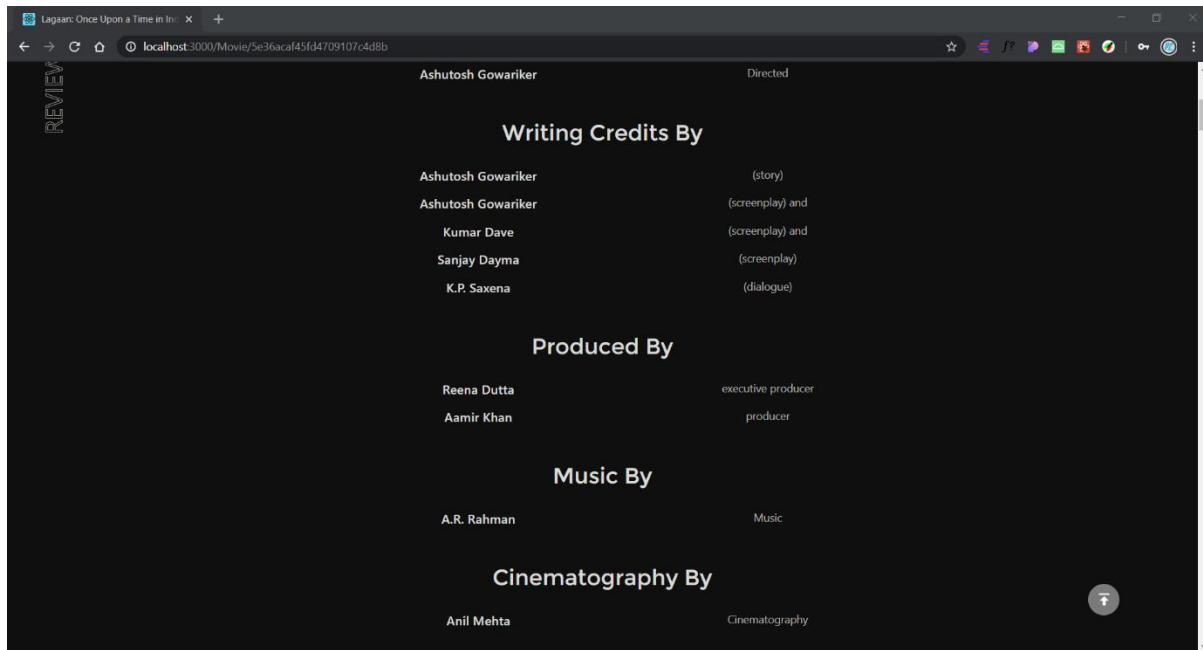 Lagaan: Once Upon a Time in Inc
localhost:3000/Movie/5e36acaf45fd4709107c4d8b
REVIEW
Ashutosh Gowariker Directed
Writing Credits By
Ashutosh Gowariker (story)
Ashutosh Gowariker (screenplay) and
Kumar Dave (screenplay) and
Sanjay Dayma (screenplay)
K.P. Saxena (dialogue)
Produced By
Reena Dutta executive producer
Aamir Khan producer
Music By
A.R. Rahman Music
Cinematography By
Anil Mehta Cinematography